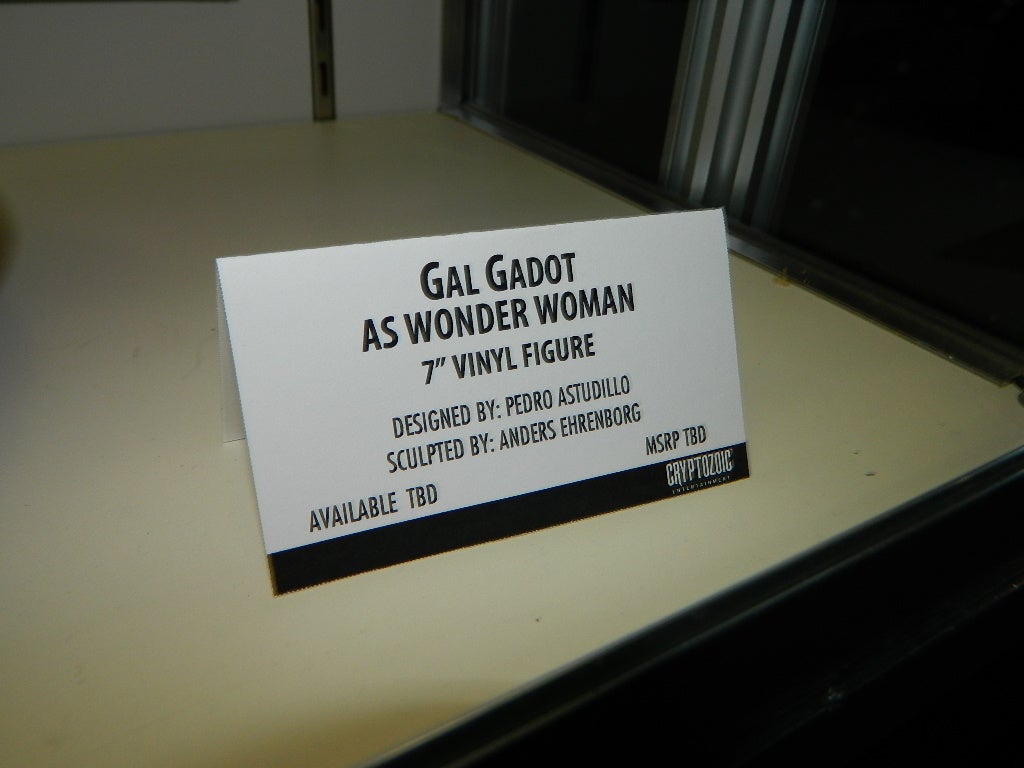 GAL GADOT
AS WONDER WOMAN
7" VINYL FIGURE
DESIGNED BY: PEDRO ASTUDILLO
SCULPTED BY: ANDERS EHRENBORG
MSRP TBD
AVAILABLE TBD
CRYPTOZOIC
ENTERTAINMENT